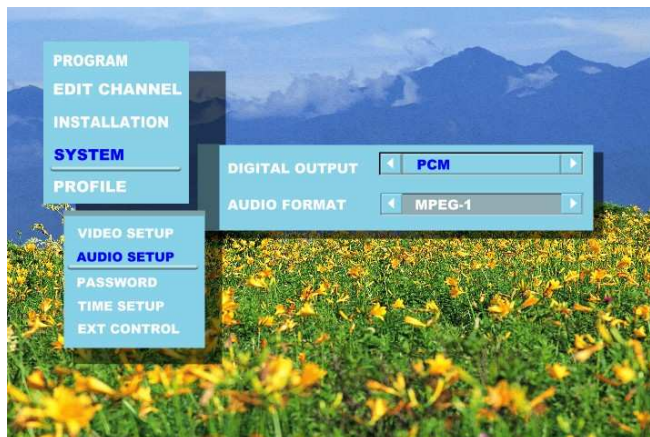 PROGRAM
EDIT CHANNEL
INSTALLATION
SYSTEM
PROFILE
DIGITAL OUTPUT PCM
AUDIO FORMAT MPEG-1
VIDEO SETUP
AUDIO SETUP
PASSWORD
TIME SETUP
EXT CONTROL